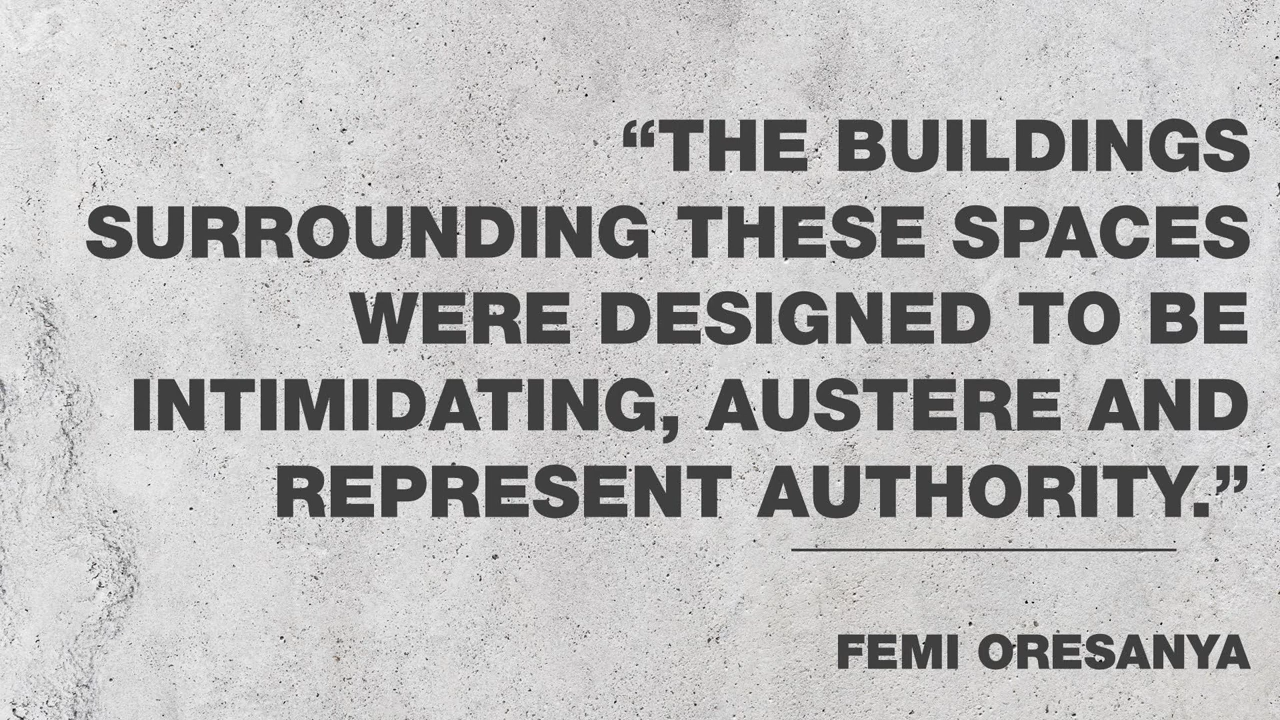 “THE BUILDINGS
SURROUNDING THESE SPACES
WERE DESIGNED TO BE
INTIMIDATING, AUSTERE AND
REPRESENT AUTHORITY.”
FEMI ORESANYA